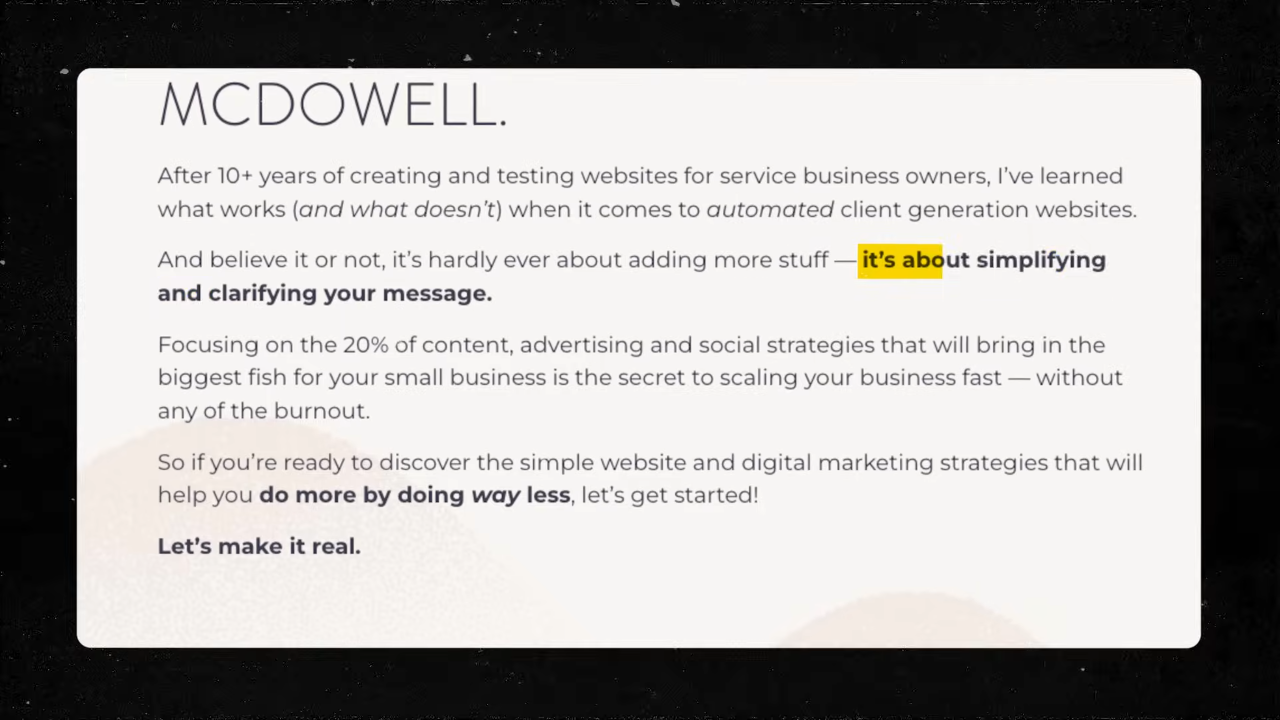 MCDOWELL.
After 10+ years of creating and testing websites for service business owners, I’ve learned
what works (and what doesn’t) when it comes to automated client generation websites.
And believe it or not, it’s hardly ever about adding more stuff — it’s about simplifying
and clarifying your message.
Focusing on the 20% of content, advertising and social strategies that will bring in the
biggest fish for your small business is the secret to scaling your business fast — without
any of the burnout.
So if you’re ready to discover the simple website and digital marketing strategies that will
help you do more by doing way less, let’s get started!
Let’s make it real.